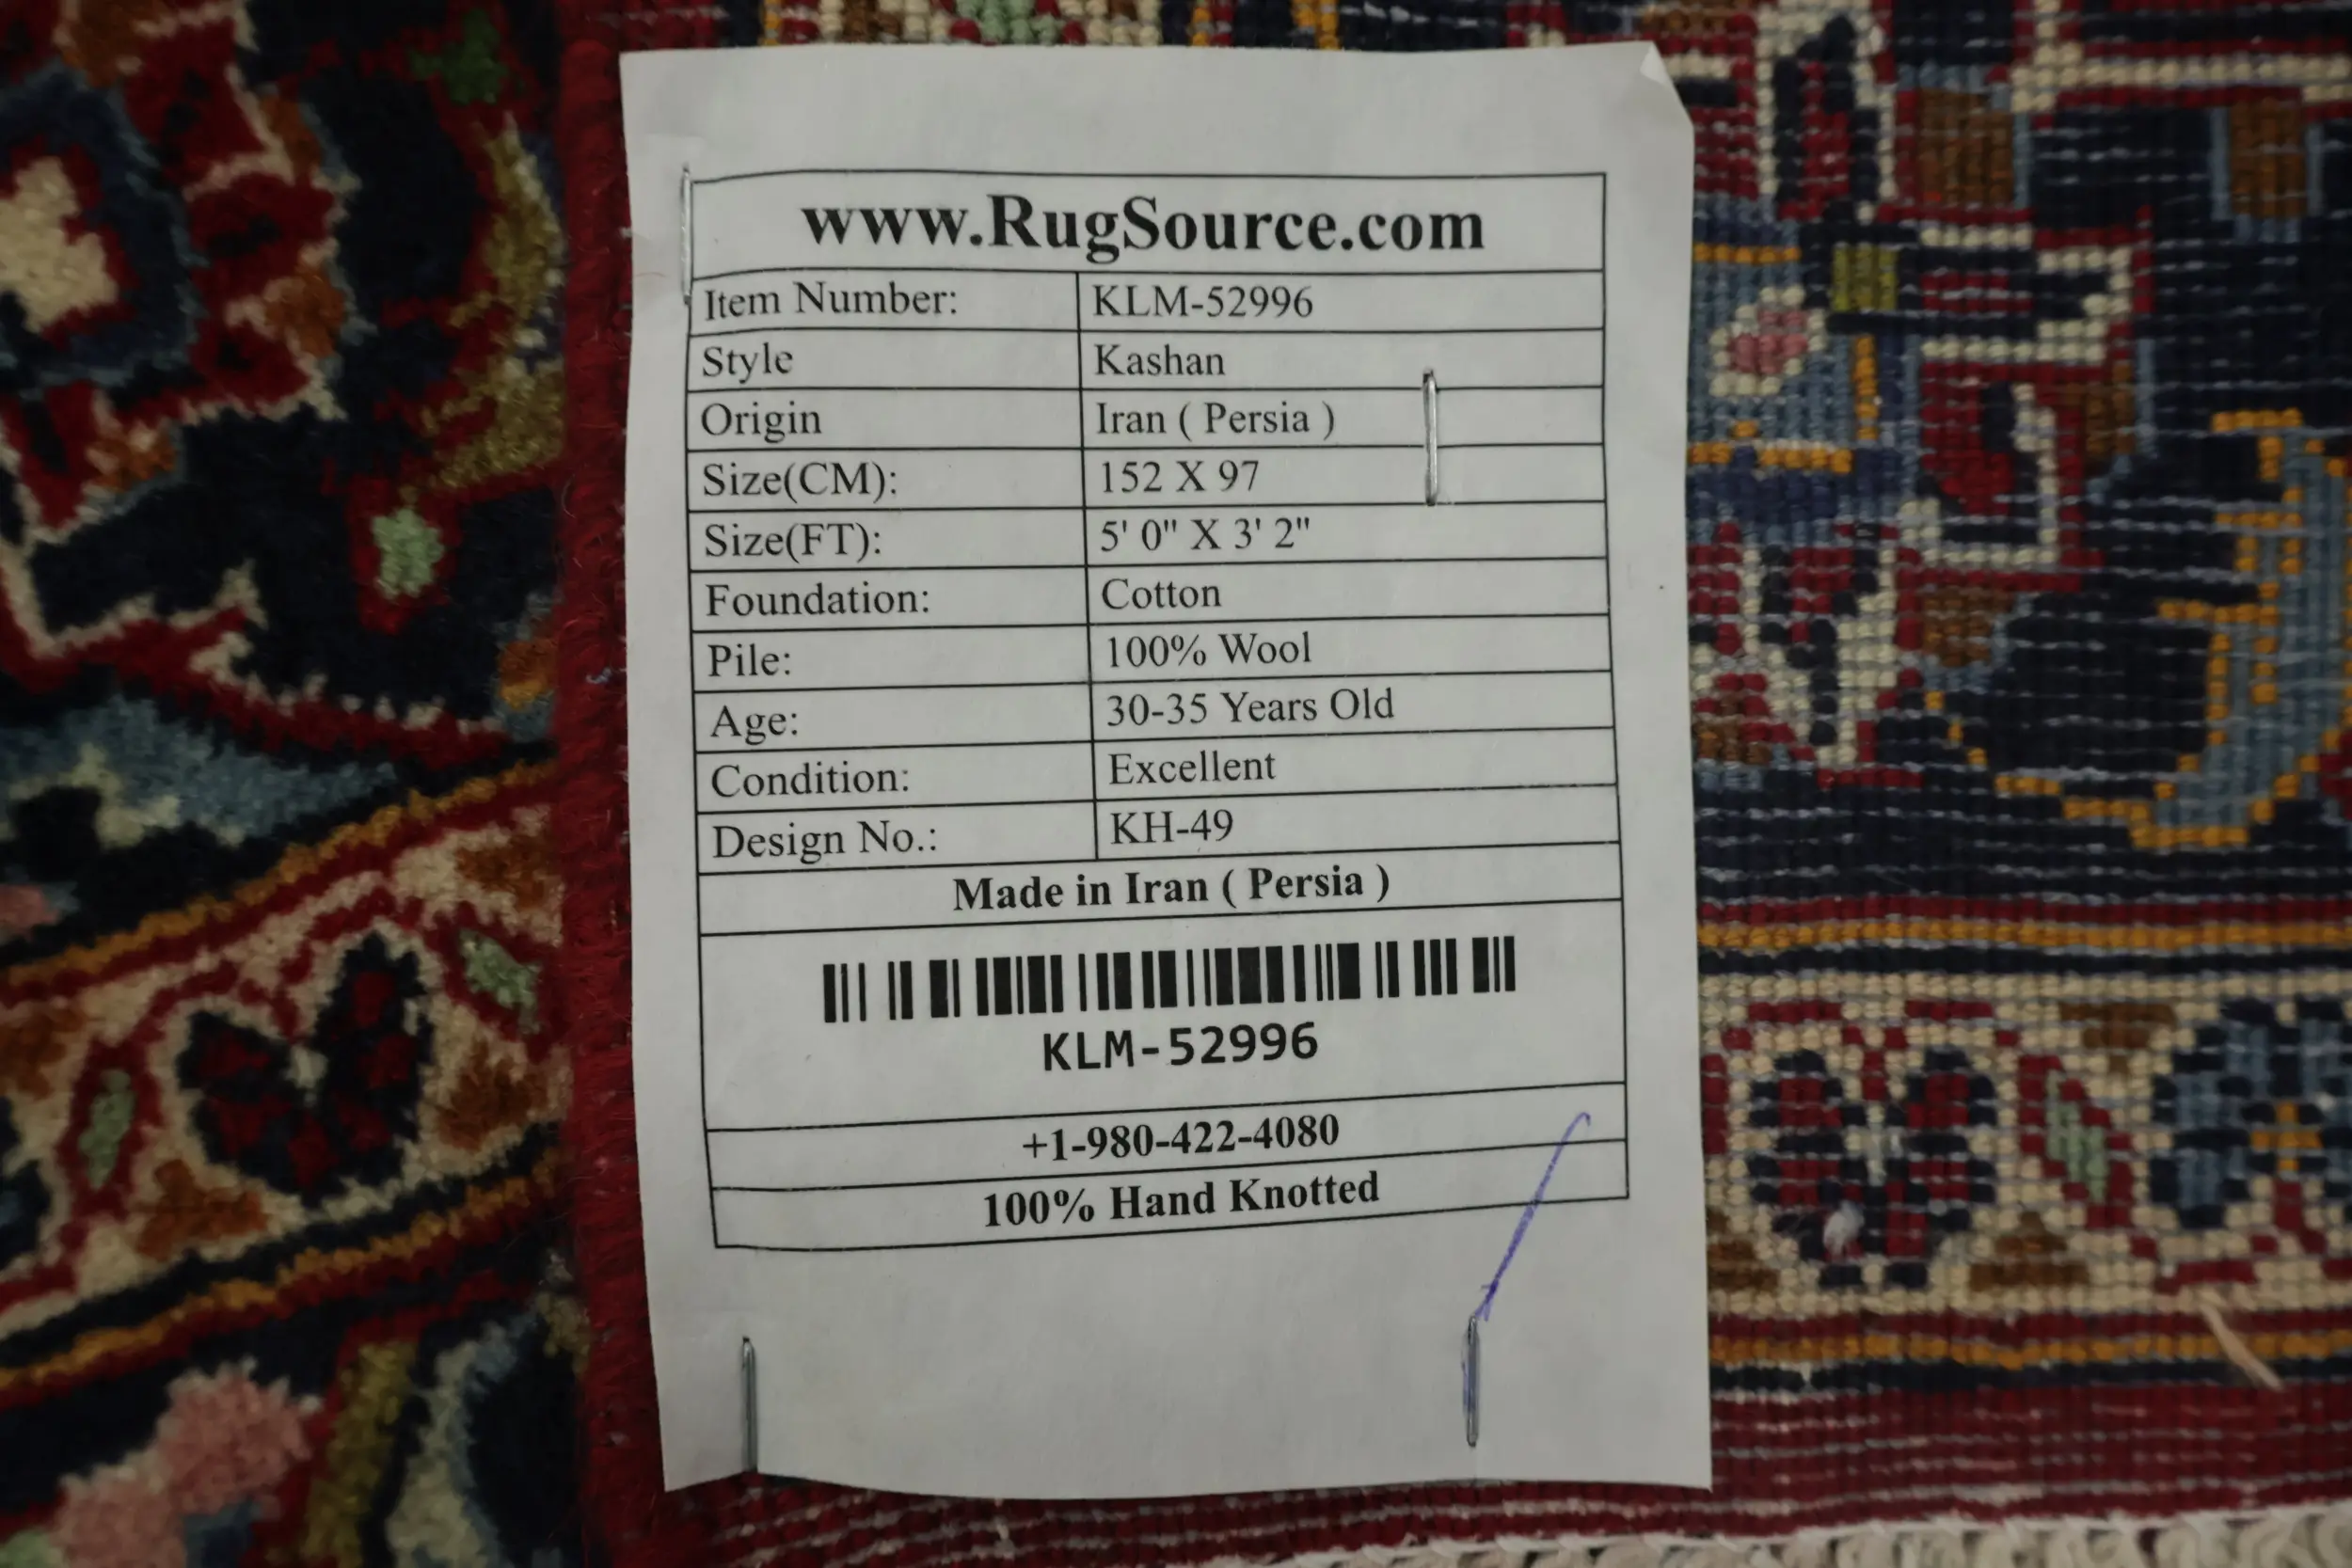 www.RugSource.com
Item Number: KLM-52996
Style Kashan
Origin Iran ( Persia )
Size(CM): 152 X 97
Size(FT): 5' 0" X 3' 2"
Foundation: Cotton
Pile: 100% Wool
Age: 30-35 Years Old
Condition: Excellent
Design No.: KH-49
Made in Iran ( Persia )
KLM-52996
+1-980-422-4080
100% Hand Knotted